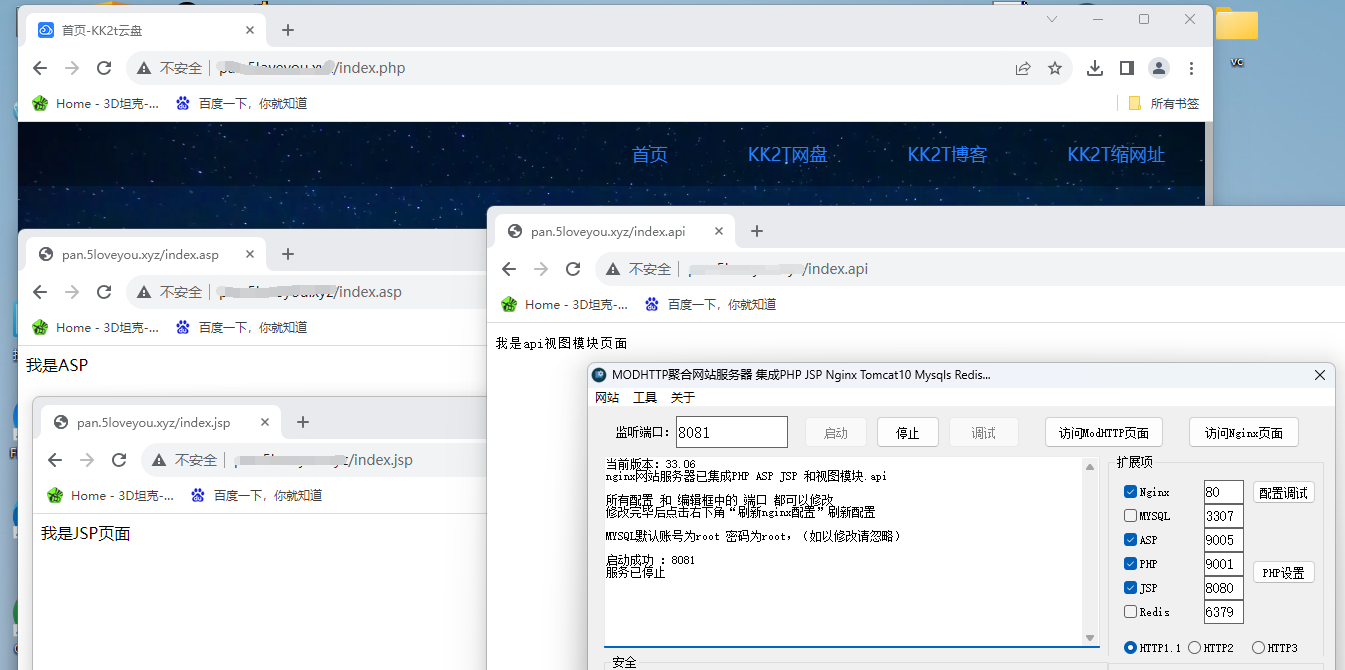 首页-KK2t云盘
不安全
/index.php
Home - 3D坦克-...
百度一下，你就知道
所有书签
首页 KK2T网盘 KK2T博客 KK2T缩网址
vc
pan.5loveyou.xyz/index.asp
不安全
/index.asp
Home - 3D坦克-...
百度一下，你就知道
我是ASP
pan.5loveyou.xyz/index.jsp
不安全
/index.jsp
Home - 3D坦克-...
百度一下，你就知道
我是JSP页面
pan.5loveyou.xyz/index.api
不安全
/index.api
Home - 3D坦克-...
百度一下，你就知道
我是api视图模块页面
MODHTTP聚合网站服务器 集成PHP JSP Nginx Tomcat10 Mysqls Redis...
网站 工具 关于
监听端口: 8081 启动 停止 调试 访问ModHTTP页面 访问Nginx页面
当前版本: 33.06
nginx网站服务器已集成PHP ASP JSP 和视图模块.api
所有配置 和 编辑框中的 端口 都可以修改
修改完毕后点击右下角“刷新nginx配置”刷新配置
MYSQL默认账号为root 密码为root，（如以修改请忽略）
启动成功 : 8081
服务已停止
扩展项
Nginx 80 配置调试
MYSQL 3307
ASP 9005
PHP 9001 PHP设置
JSP 8080
Redis 6379
HTTP1.1 HTTP2 HTTP3
安全